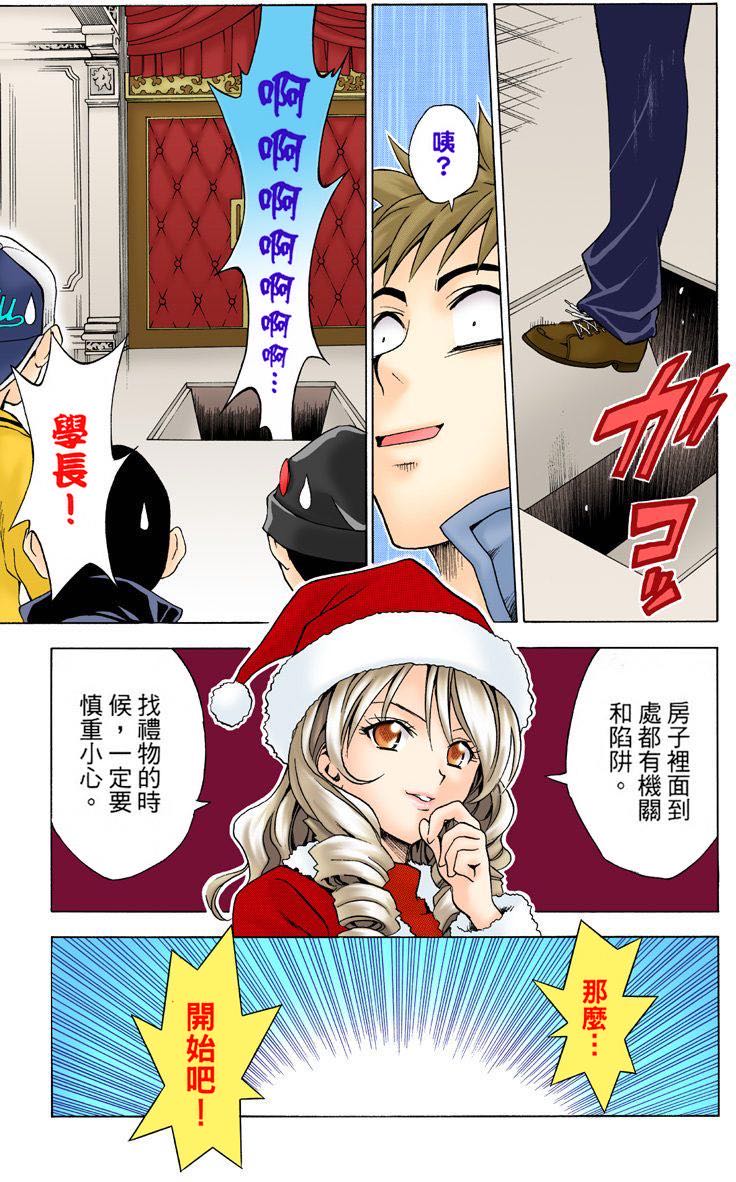 ガコッ
咦？
啊啊啊啊啊啊啊…
學長！
房子裡面到
處都有機關
和陷阱。
找禮物的時
候，一定要
慎重小心。
那麼…
開始吧！